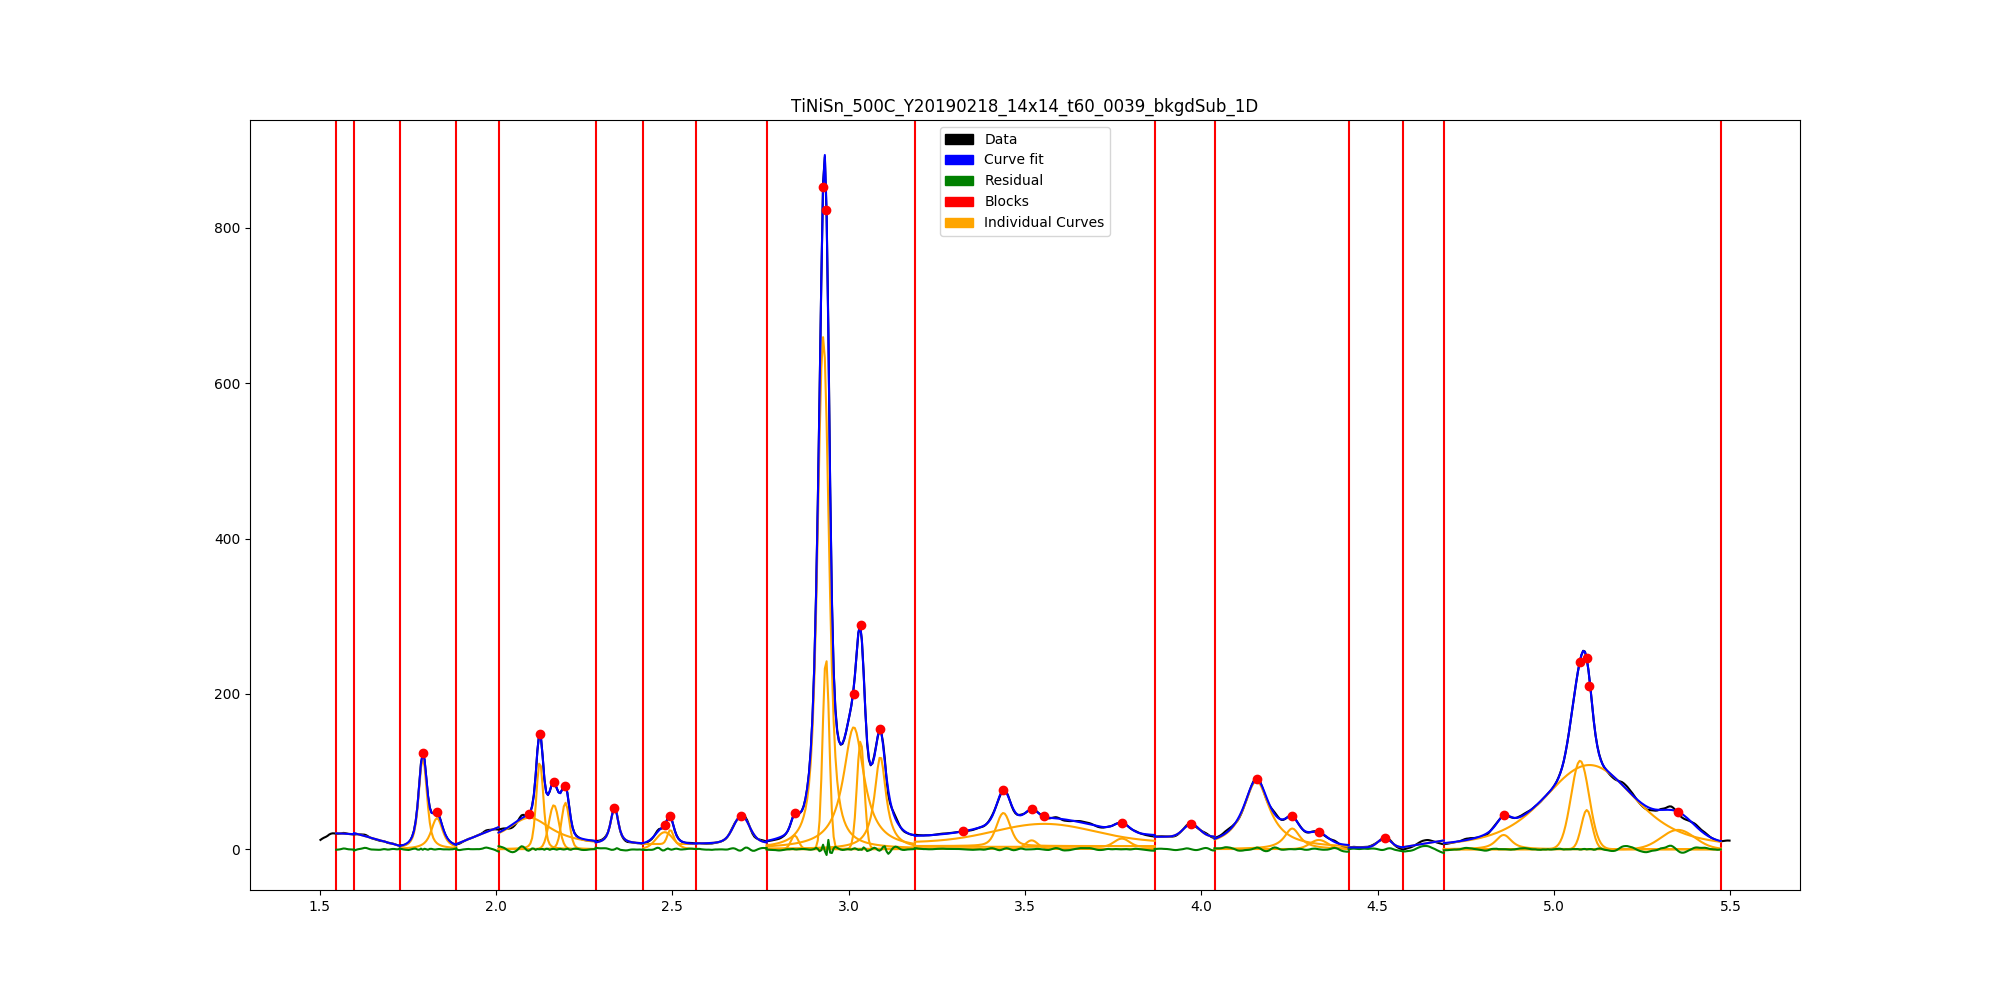 TiNiSn_500C_Y20190218_14x14_t60_0039_bkgdSub_1D
Data
Curve fit
Residual
Blocks
Individual Curves
800
600
400
200
0
1.5 2.0 2.5 3.0 3.5 4.0 4.5 5.0 5.5